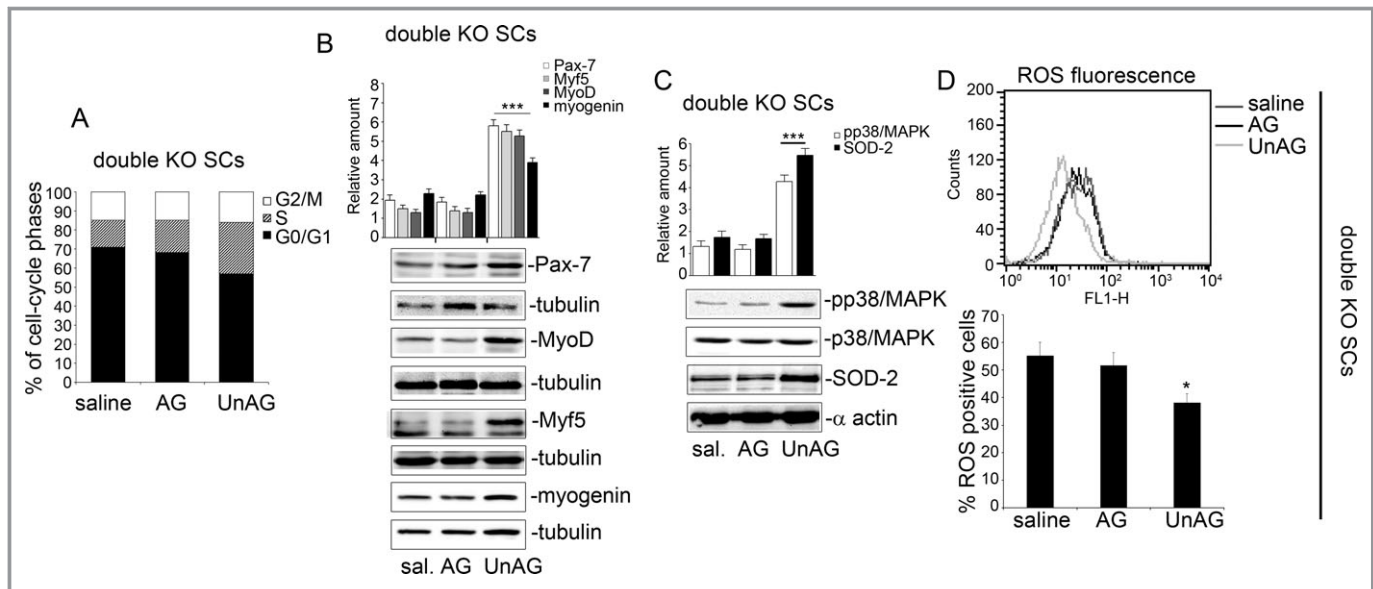 A
double KO SCs
% of cell-cycle phases
100
90
80
70
60
50
40
30
20
10
0
G2/M
S
G0/G1
saline AG UnAG
B
double KO SCs
Pax-7
Myf5
MyoD
myogenin
Relative amount
8
7
6
5
4
3
2
1
0
***
-Pax-7
-tubulin
-MyoD
-tubulin
-Myf5
-tubulin
-myogenin
-tubulin
sal. AG UnAG
C
double KO SCs
pp38/MAPK
SOD-2
Relative amount
6
5
4
3
2
1
0
***
-pp38/MAPK
-p38/MAPK
-SOD-2
-α actin
sal. AG UnAG
D
ROS fluorescence
saline
AG
UnAG
Counts
200
160
120
80
40
0
10⁰ 10¹ 10² 10³ 10⁴
FL1-H
% ROS positive cells
70
60
50
40
30
20
10
0
*
saline AG UnAG
double KO SCs